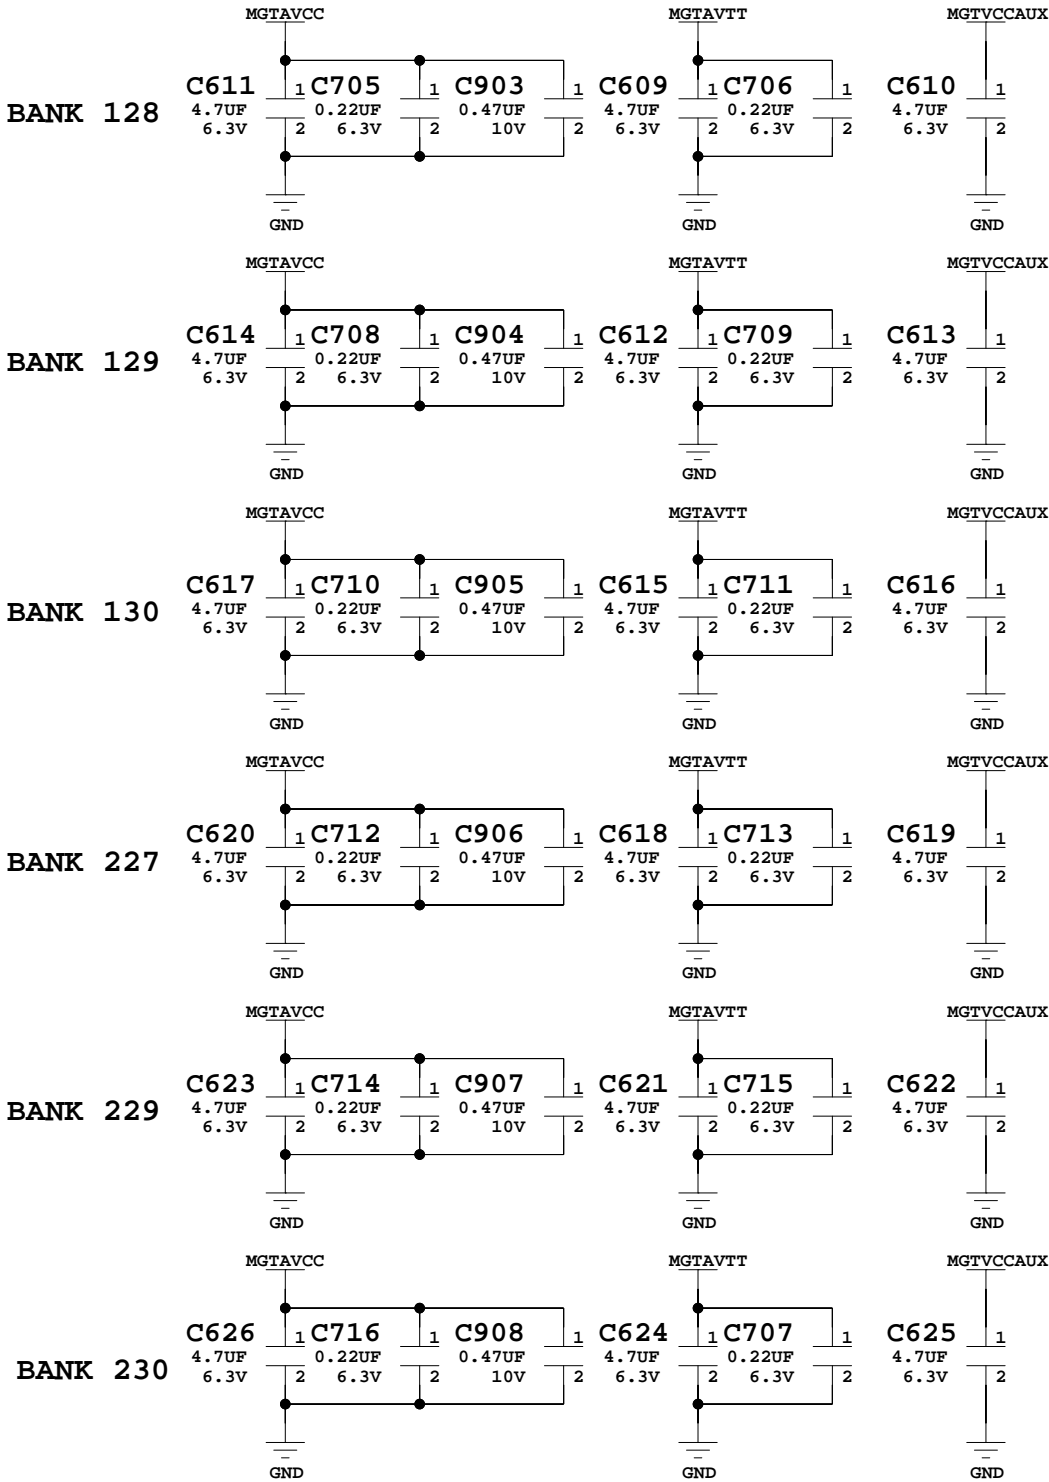 MGTAVCC MGTAVTT MGTVCCAUX
C611 1 C705 1 C903 1 C609 1 C706 1 C610 1
BANK 128 4.7UF 0.22UF 0.47UF 4.7UF 0.22UF 4.7UF
6.3V 2 6.3V 2 10V 2 6.3V 2 6.3V 2 6.3V 2
GND GND GND
MGTAVCC MGTAVTT MGTVCCAUX
C614 1 C708 1 C904 1 C612 1 C709 1 C613 1
BANK 129 4.7UF 0.22UF 0.47UF 4.7UF 0.22UF 4.7UF
6.3V 2 6.3V 2 10V 2 6.3V 2 6.3V 2 6.3V 2
GND GND GND
MGTAVCC MGTAVTT MGTVCCAUX
C617 1 C710 1 C905 1 C615 1 C711 1 C616 1
BANK 130 4.7UF 0.22UF 0.47UF 4.7UF 0.22UF 4.7UF
6.3V 2 6.3V 2 10V 2 6.3V 2 6.3V 2 6.3V 2
GND GND GND
MGTAVCC MGTAVTT MGTVCCAUX
C620 1 C712 1 C906 1 C618 1 C713 1 C619 1
BANK 227 4.7UF 0.22UF 0.47UF 4.7UF 0.22UF 4.7UF
6.3V 2 6.3V 2 10V 2 6.3V 2 6.3V 2 6.3V 2
GND GND GND
MGTAVCC MGTAVTT MGTVCCAUX
C623 1 C714 1 C907 1 C621 1 C715 1 C622 1
BANK 229 4.7UF 0.22UF 0.47UF 4.7UF 0.22UF 4.7UF
6.3V 2 6.3V 2 10V 2 6.3V 2 6.3V 2 6.3V 2
GND GND GND
MGTAVCC MGTAVTT MGTVCCAUX
C626 1 C716 1 C908 1 C624 1 C707 1 C625 1
BANK 230 4.7UF 0.22UF 0.47UF 4.7UF 0.22UF 4.7UF
6.3V 2 6.3V 2 10V 2 6.3V 2 6.3V 2 6.3V 2
GND GND GND